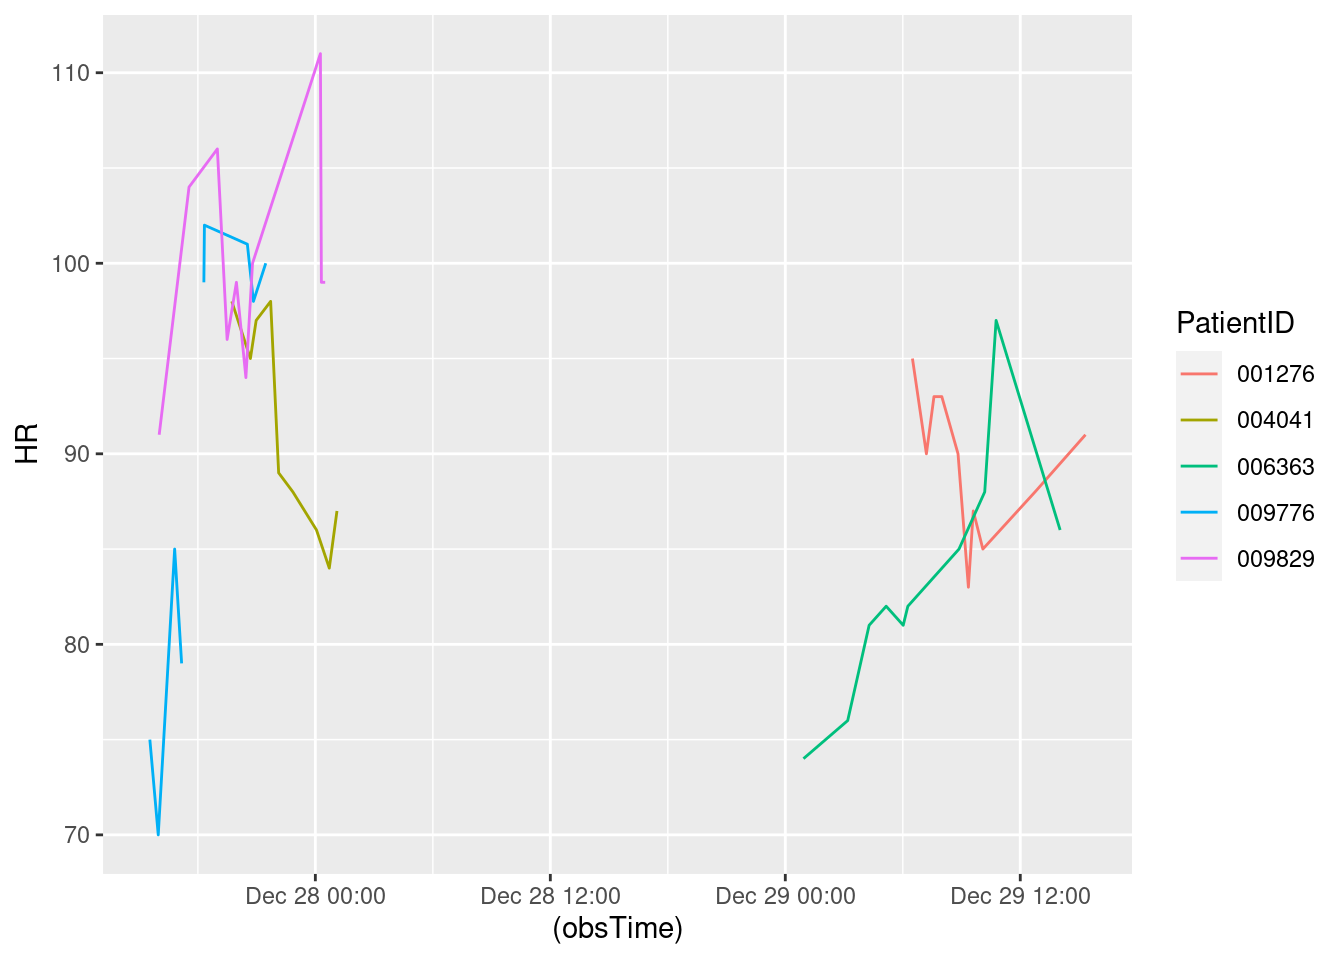 110
100
90
80
70
HR
Dec 28 00:00
Dec 28 12:00
Dec 29 00:00
Dec 29 12:00
(obsTime)
PatientID
001276
004041
006363
009776
009829